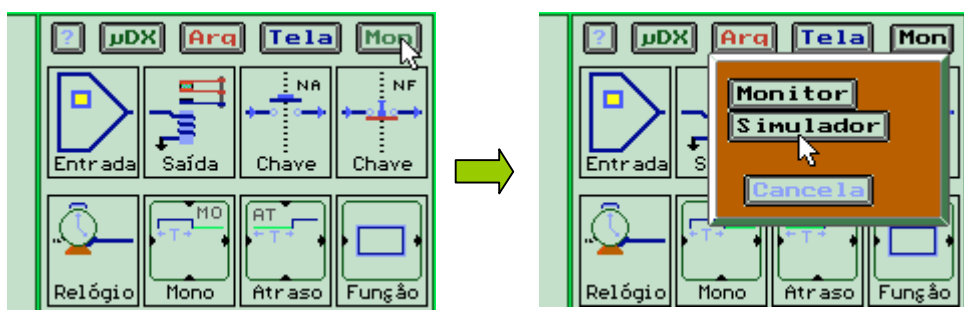 ? µDX Arq Tela Mon
NA NF
Entrada Saída Chave Chave
MO AT
T T
Relógio Mono Atraso Função
? µDX Arq Tela Mon
Monitor
Simulador
Entrada S
Cancela
T T
Relógio Mono Atraso Função